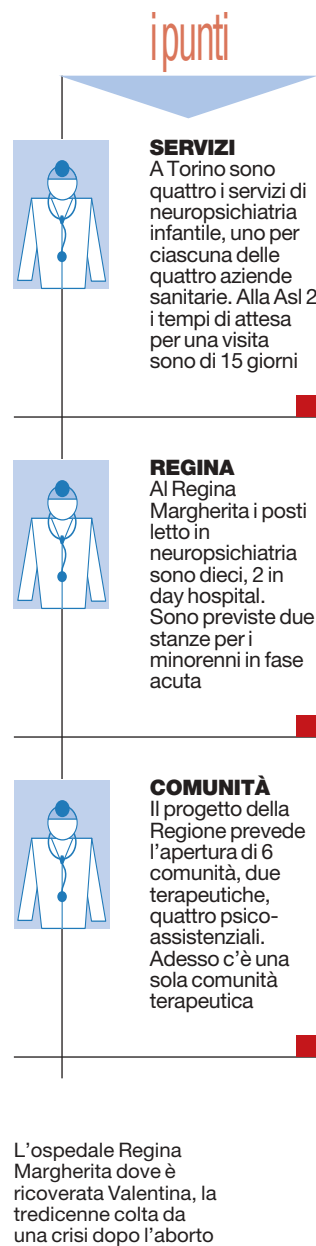 i punti
SERVIZI
A Torino sono
quattro i servizi di
neuropsichiatria
infantile, uno per
ciascuna delle
quattro aziende
sanitarie. Alla Asl 2
i tempi di attesa
per una visita
sono di 15 giorni
REGINA
Al Regina
Margherita i posti
letto in
neuropsichiatria
sono dieci, 2 in
day hospital.
Sono previste due
stanze per i
minorenni in fase
acuta
COMUNITÀ
Il progetto della
Regione prevede
l'apertura di 6
comunità, due
terapeutiche,
quattro psico-
assistenziali.
Adesso c'è una
sola comunità
terapeutica
L'ospedale Regina
Margherita dove è
ricoverata Valentina, la
tredicenne colta da
una crisi dopo l'aborto